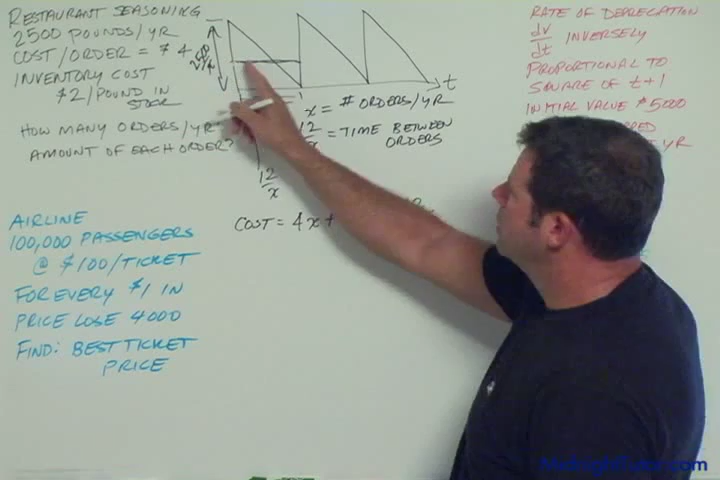 RESTAURANT SEASONING
2500 POUNDS/YR
COST/ORDER = $4
INVENTORY COST
$2/POUND IN
STOCK
HOW MANY ORDERS/YR
AMOUNT OF EACH ORDER?
t
x = # ORDERS/YR
12/x = TIME BETWEEN
ORDERS
12/x
COST = 4x +
AIRLINE
100,000 PASSENGERS
@ $100/TICKET
FOR EVERY $1 IN
PRICE LOSE 4000
FIND: BEST TICKET
PRICE
RATE OF DEPRECIATION
dv/dt INVERSELY
PROPORTIONAL TO
SQUARE OF t+1
INITIAL VALUE $5000
YR